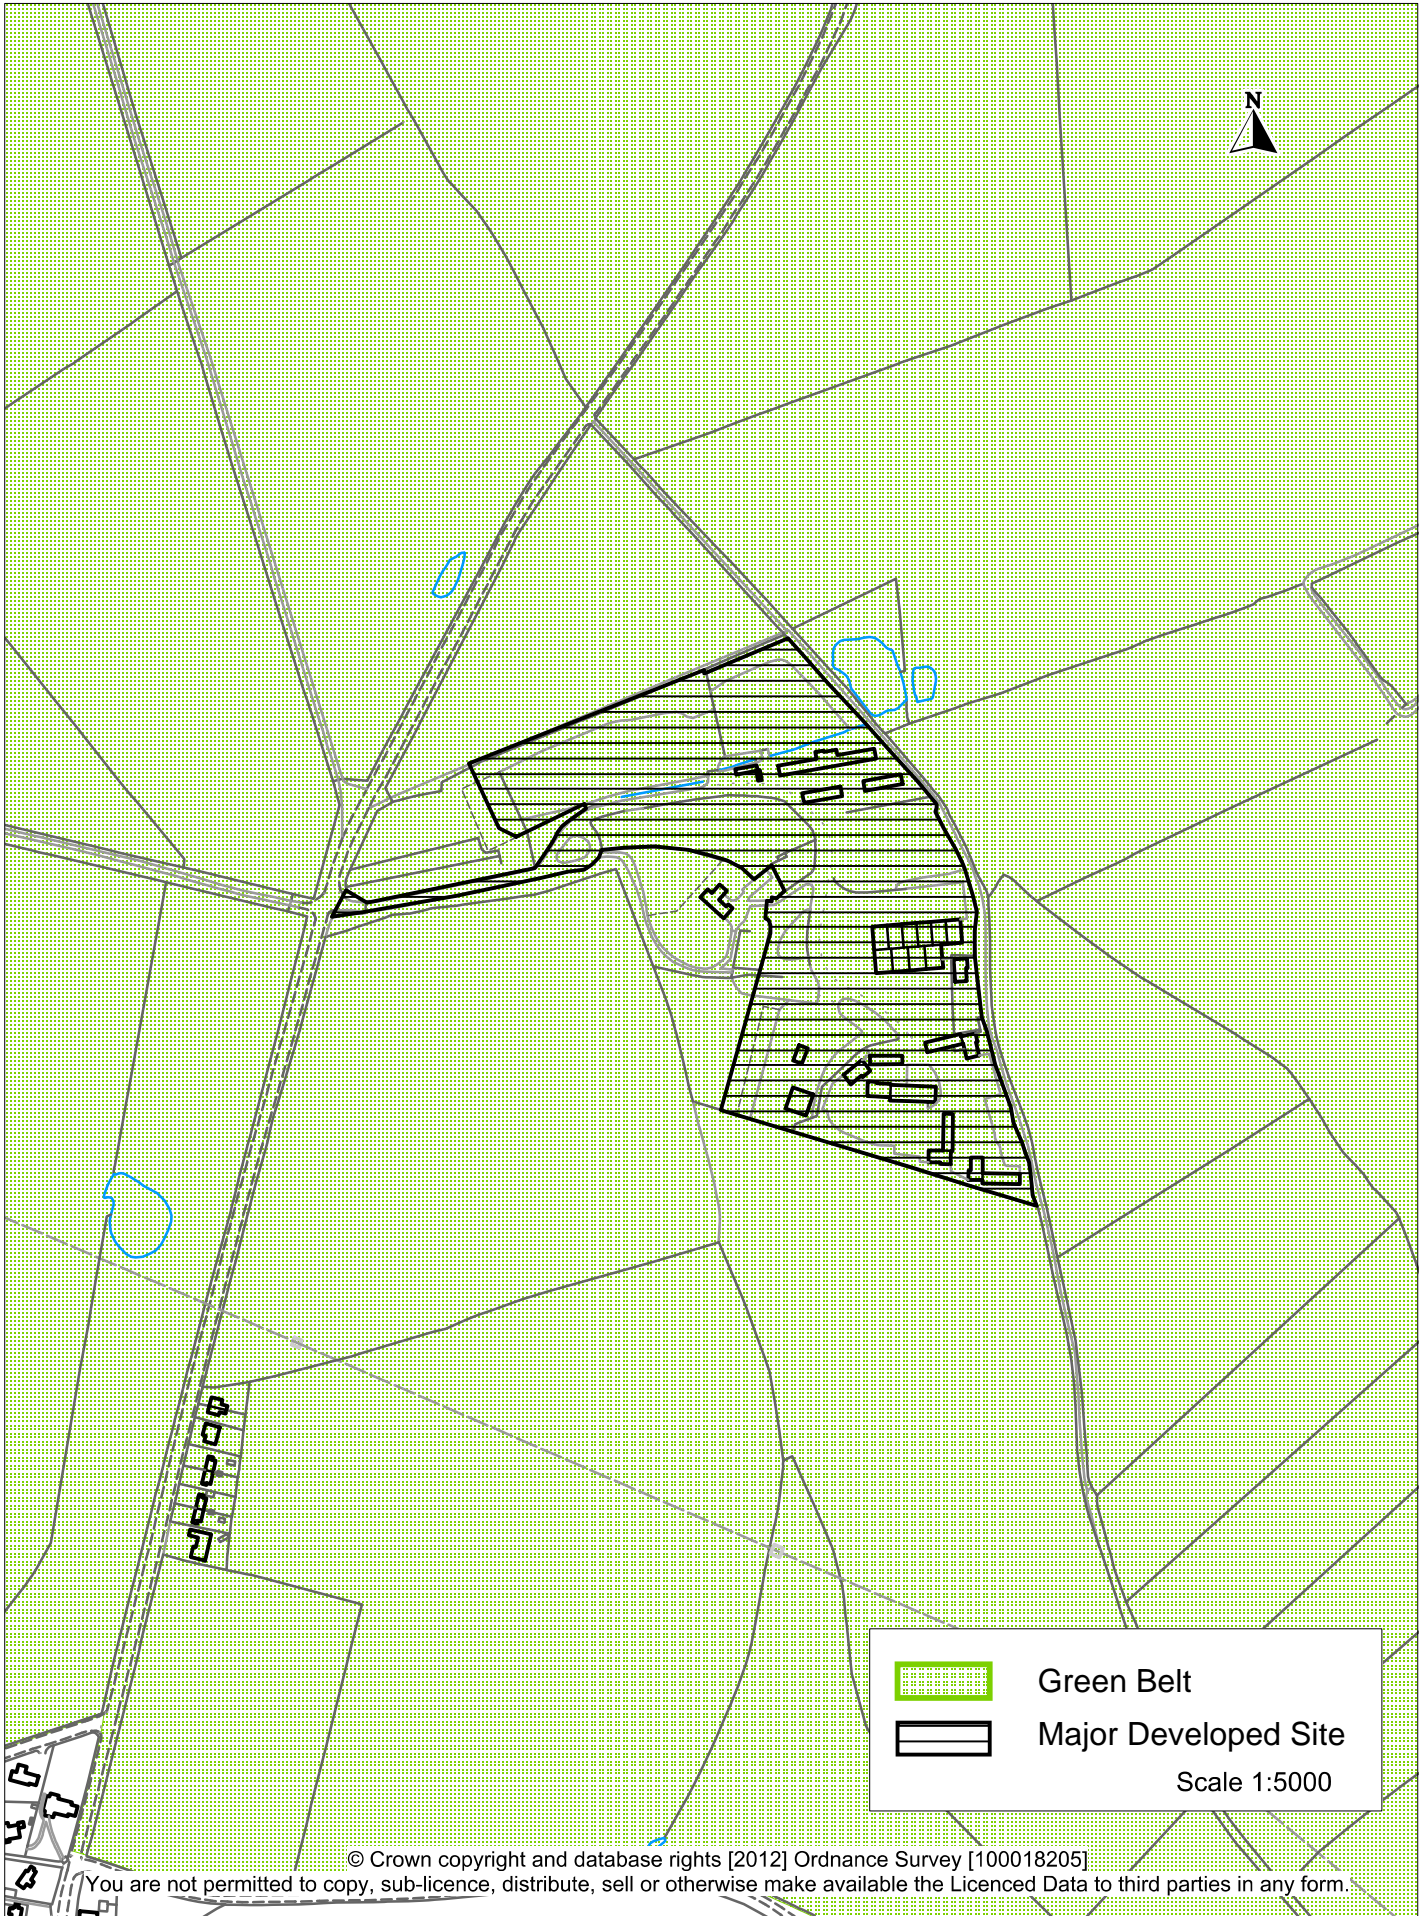 N
Green Belt
Major Developed Site
Scale 1:5000
© Crown copyright and database rights [2012] Ordnance Survey [100018205]
You are not permitted to copy, sub-licence, distribute, sell or otherwise make available the Licenced Data to third parties in any form.